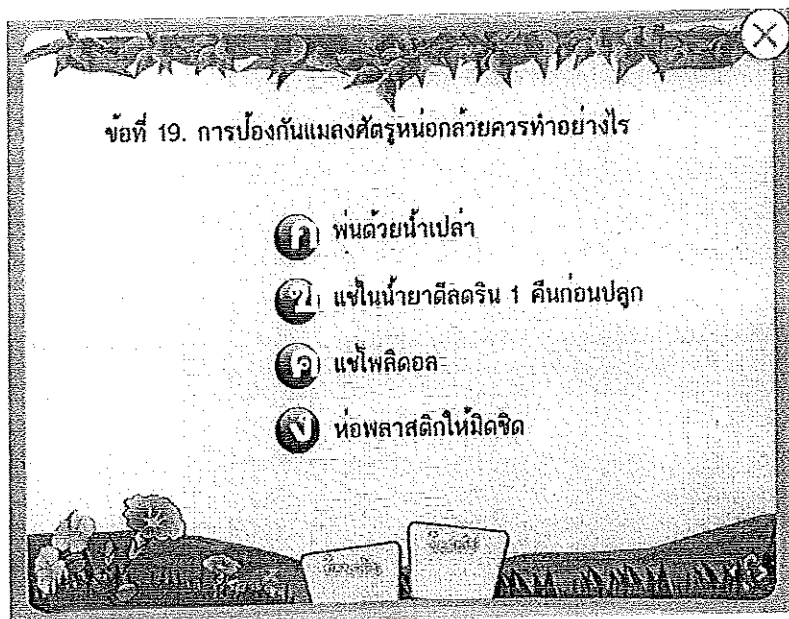 ข้อที่ 19. การป้องกันแมลงศัตรูหน่อกล้วยควรทำอย่างไร
ก พ่นด้วยน้ำเปล่า
ข แช่ในน้ำยาดีลดริน 1 คืนก่อนปลูก
ค แช่โพลิดอล
ง ห่อพลาสติกให้มิดชิด